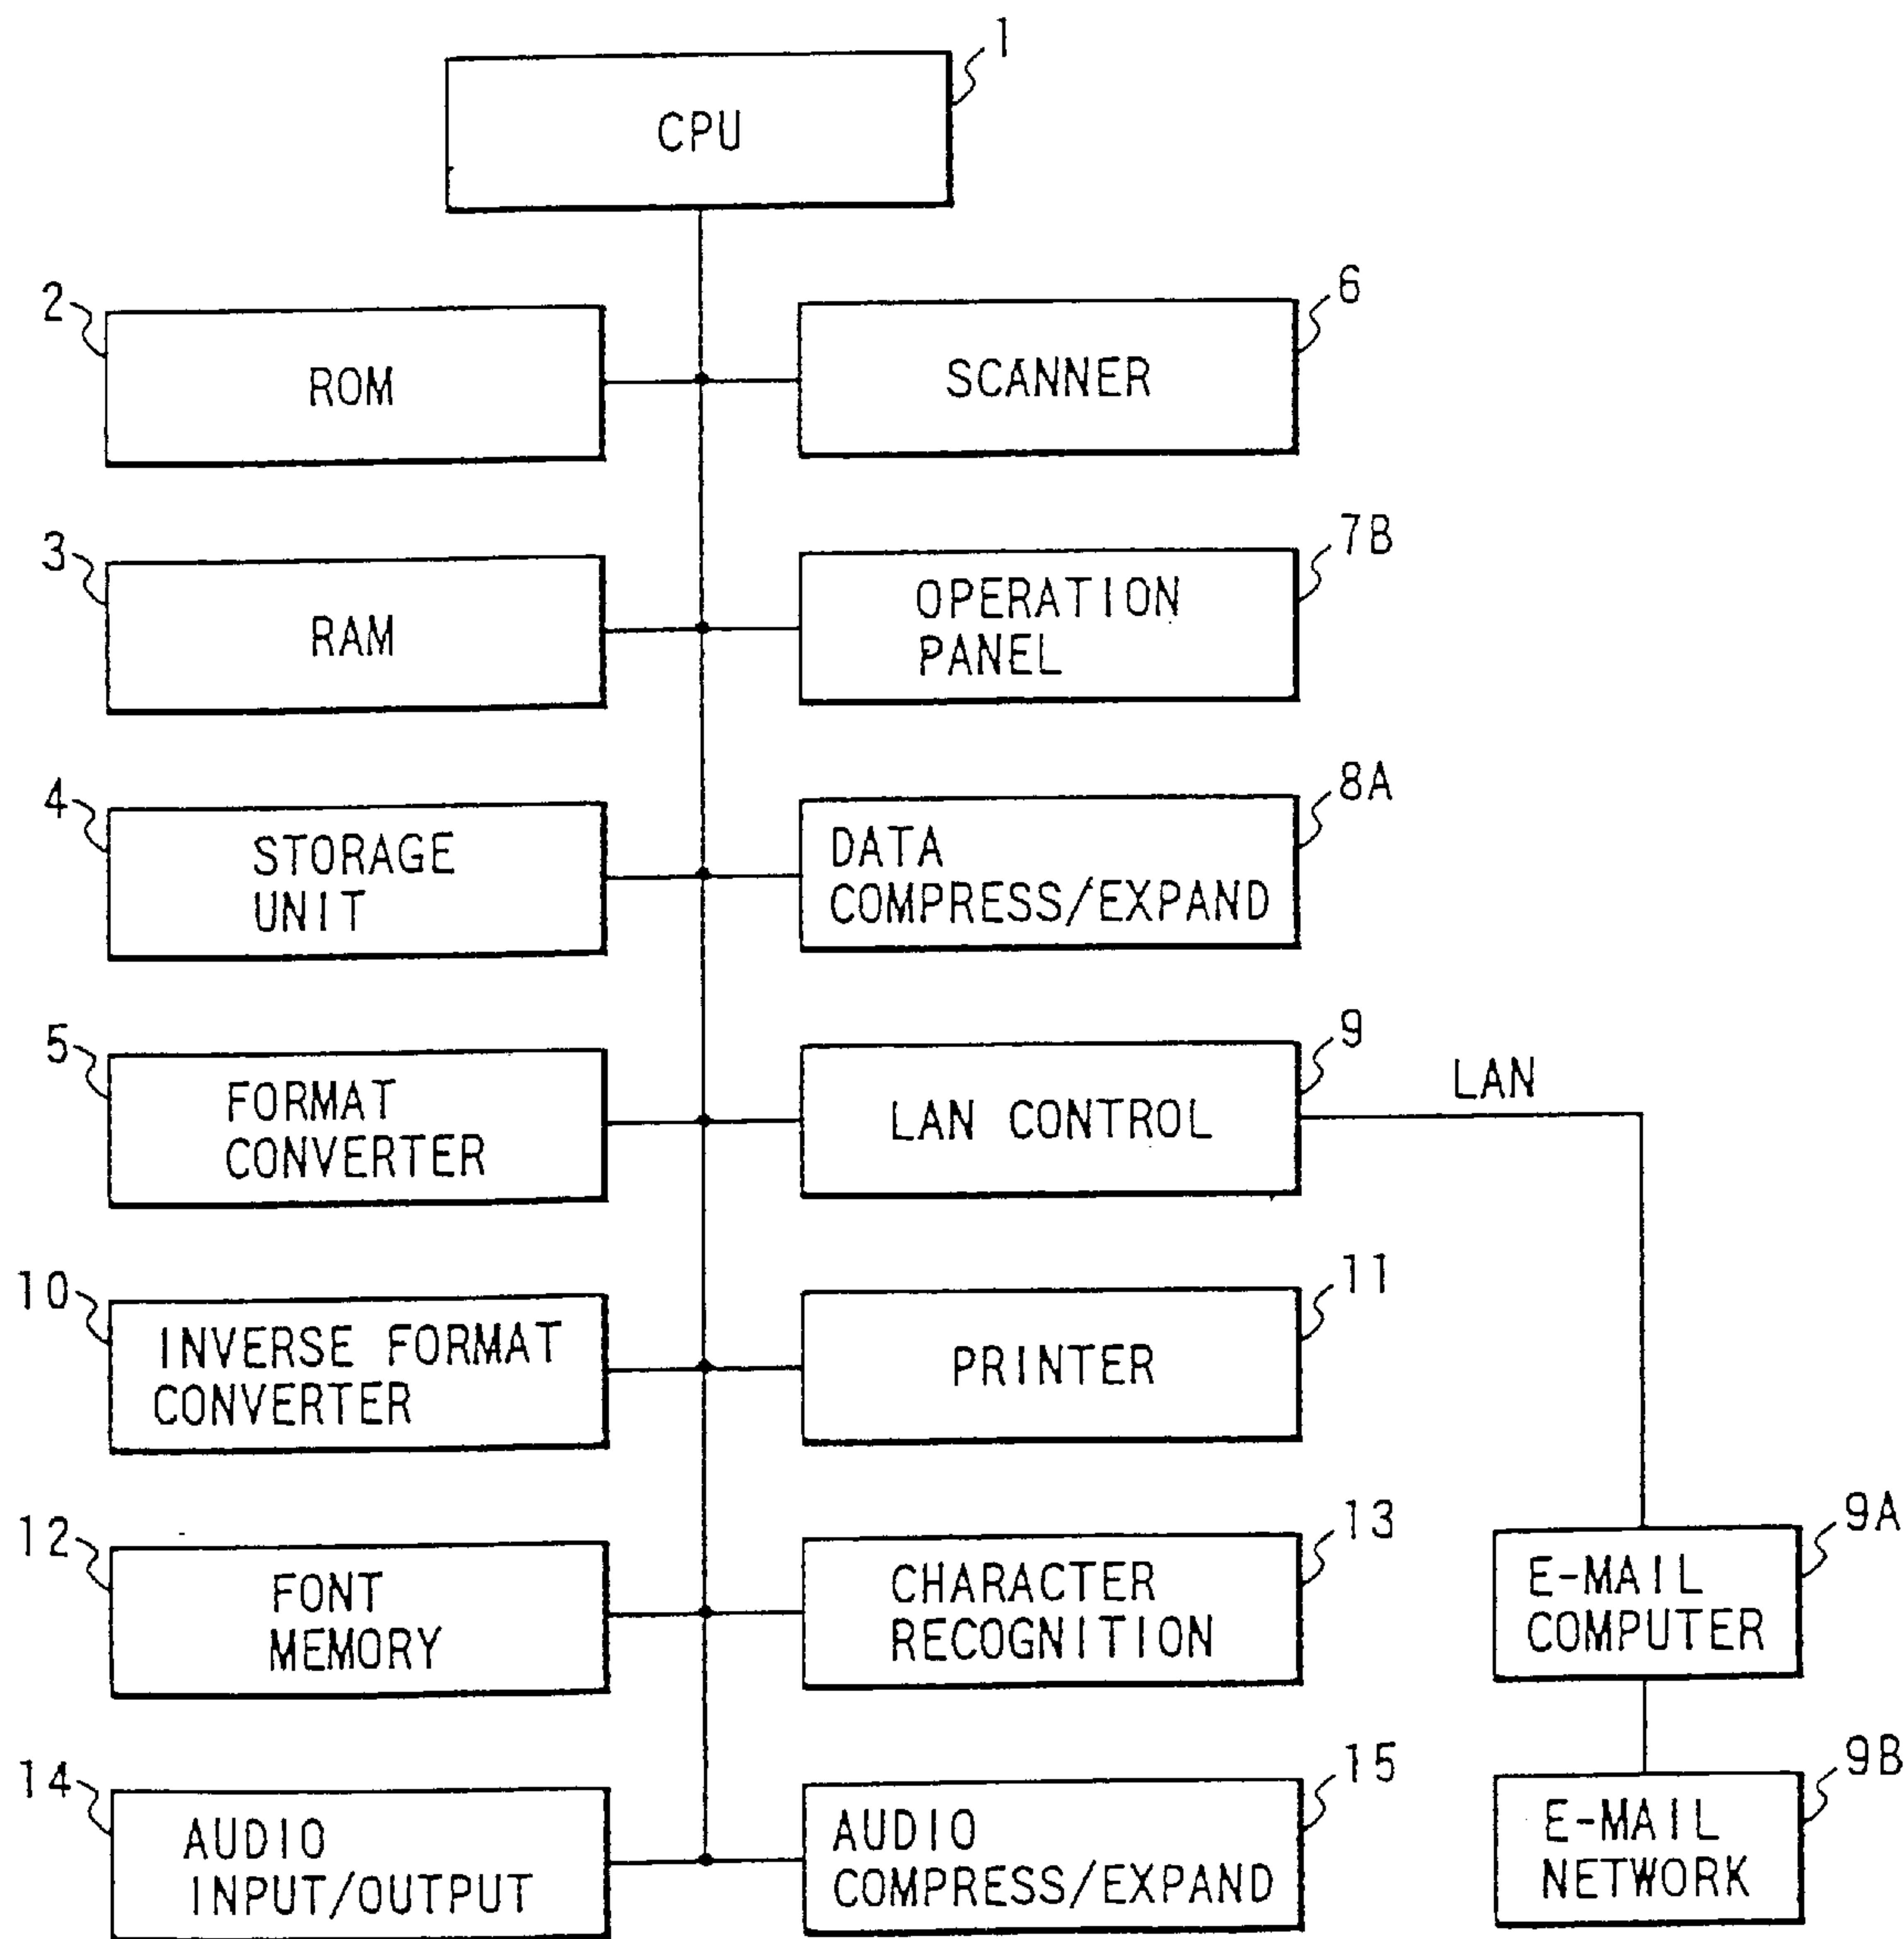 1
CPU
2
ROM
6
SCANNER
3
RAM
7B
OPERATION
PANEL
4
STORAGE
UNIT
8A
DATA
COMPRESS/EXPAND
5
FORMAT
CONVERTER
9
LAN CONTROL
LAN
10
INVERSE FORMAT
CONVERTER
11
PRINTER
12
FONT
MEMORY
13
CHARACTER
RECOGNITION
9A
E-MAIL
COMPUTER
14
AUDIO
INPUT/OUTPUT
15
AUDIO
COMPRESS/EXPAND
9B
E-MAIL
NETWORK